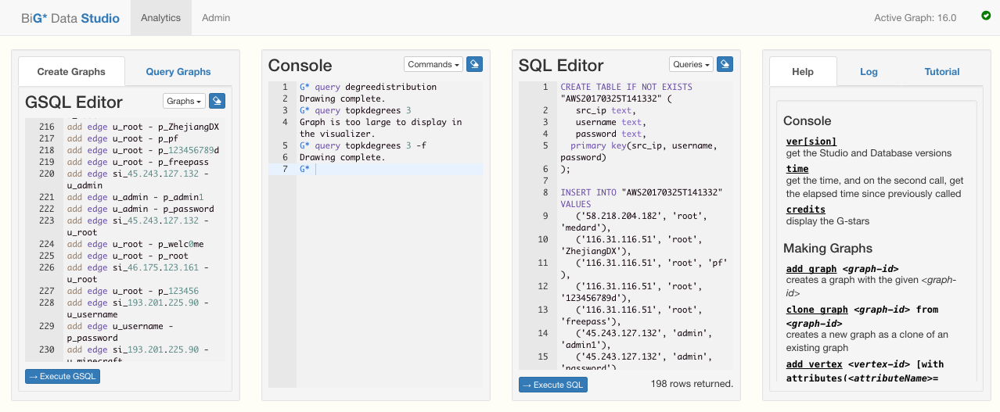 BiG* Data Studio
Analytics
Admin
Active Graph: 16.0
Create Graphs
Query Graphs
GSQL Editor
Graphs
216 add edge u_root - p_ZhejiangDX
217 add edge u_root - p_pf
218 add edge u_root - p_123456789d
219 add edge u_root - p_freepass
220 add edge si_45.243.127.132 -
u_admin
221 add edge u_admin - p_admin1
222 add edge u_admin - p_password
223 add edge si_45.243.127.132 -
u_root
224 add edge u_root - p_welc0me
225 add edge u_root - p_root
226 add edge si_46.175.123.161 -
u_root
227 add edge u_root - p_123456
228 add edge si_193.201.225.90 -
u_username
229 add edge u_username -
p_password
230 add edge si_193.201.225.90 -
u_minecraft
→ Execute GSQL
Console
Commands
1 G* query degreedistribution
2 Drawing complete.
3 G* query topkdegrees 3
4 Graph is too large to display in
the visualizer.
5 G* query topkdegrees 3 -f
6 Drawing complete.
7 G*
SQL Editor
Queries
1 CREATE TABLE IF NOT EXISTS
"AWS20170325T141332" (
2 src_ip text,
3 username text,
4 password text,
5 primary key(src_ip, username,
password)
6 );
7
8 INSERT INTO "AWS20170325T141332"
VALUES
9 ('58.218.204.182', 'root',
'medard'),
10 ('116.31.116.51', 'root',
'ZhejiangDX'),
11 ('116.31.116.51', 'root', 'pf'
),
12 ('116.31.116.51', 'root',
'123456789d'),
13 ('116.31.116.51', 'root',
'freepass'),
14 ('45.243.127.132', 'admin',
'admin1'),
15 ('45.243.127.132', 'admin',
'password')
→ Execute SQL
198 rows returned.
Help
Log
Tutorial
Console
ver[sion]
get the Studio and Database versions
time
get the time, and on the second call, get
the elapsed time since previously called
credits
display the G-stars
Making Graphs
add graph <graph-id>
creates a graph with the given <graph-
id>
clone graph <graph-id> from
<graph-id>
creates a new graph as a clone of an
existing graph
add vertex <vertex-id> [with
attributes(<attributeName>=